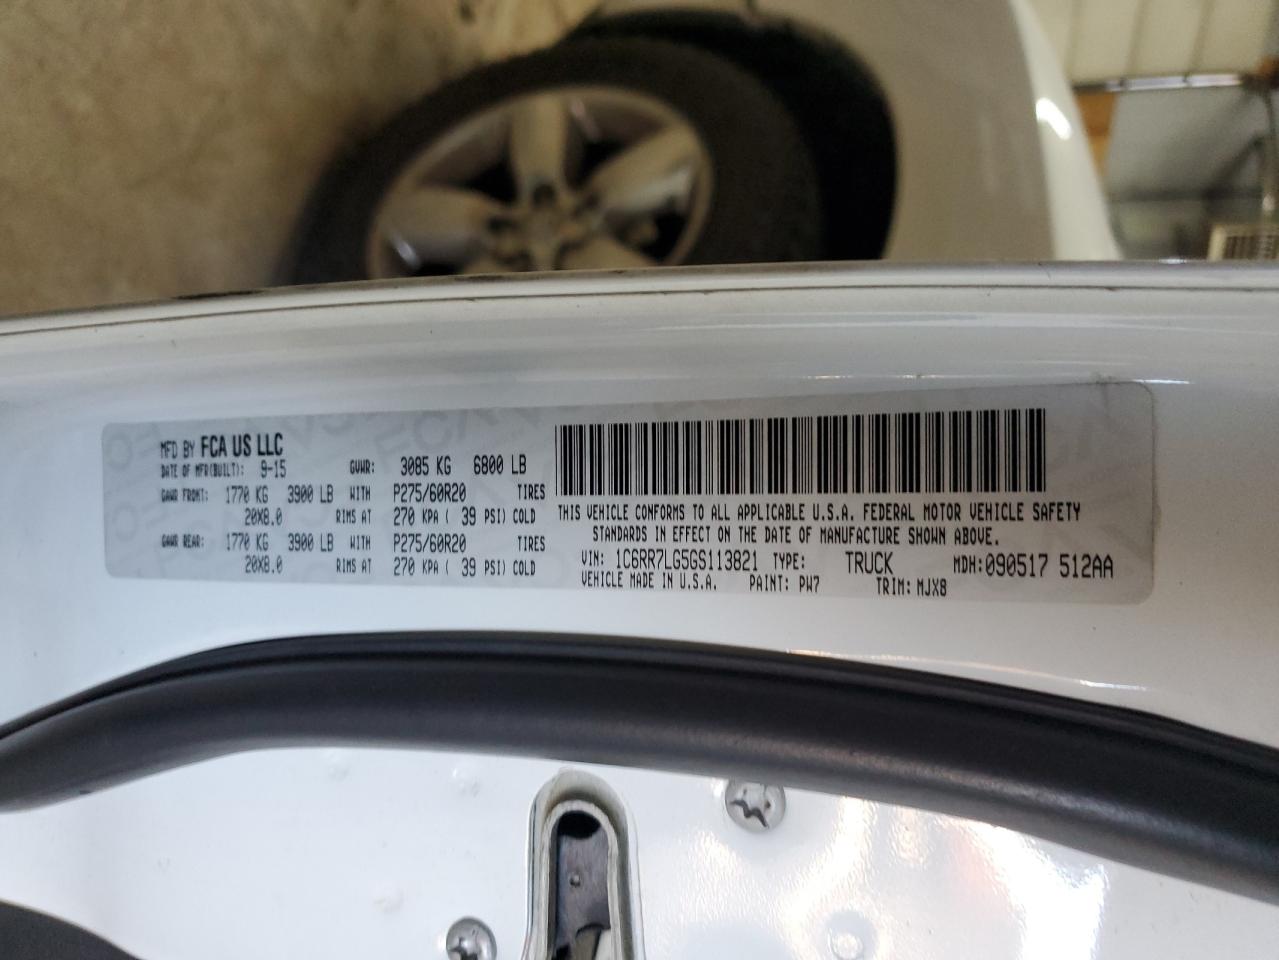 MFD BY FCA US LLC
DATE OF MFR(BUILT): 9-15 GVWR: 3085 KG 6800 LB
GAWR FRONT: 1770 KG 3900 LB WITH P275/60R20 TIRES
20X8.0 RIMS AT 270 KPA ( 39 PSI) COLD
GAWR REAR: 1770 KG 3900 LB WITH P275/60R20 TIRES
20X8.0 RIMS AT 270 KPA ( 39 PSI) COLD
THIS VEHICLE CONFORMS TO ALL APPLICABLE U.S.A. FEDERAL MOTOR VEHICLE SAFETY
STANDARDS IN EFFECT ON THE DATE OF MANUFACTURE SHOWN ABOVE.
VIN: 1C6RR7LG5GS113821 TYPE: TRUCK MDH:090517 512AA
VEHICLE MADE IN U.S.A. PAINT: PW7 TRIM: MJX8